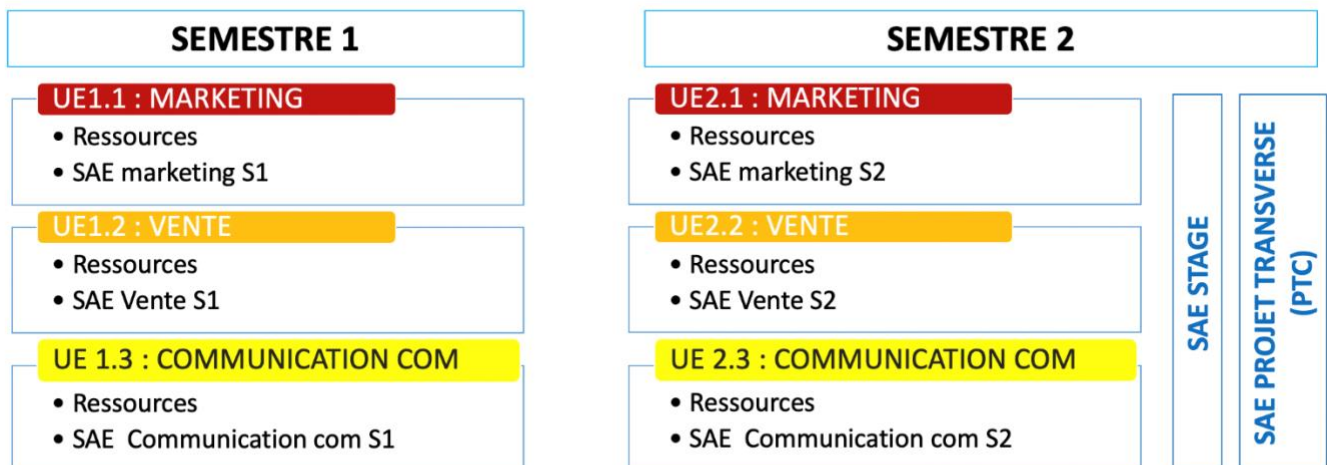 SEMESTRE 1
UE1.1 : MARKETING
• Ressources
• SAE marketing S1
UE1.2 : VENTE
• Ressources
• SAE Vente S1
UE 1.3 : COMMUNICATION COM
• Ressources
• SAE  Communication com S1
SEMESTRE 2
UE2.1 : MARKETING
• Ressources
• SAE marketing S2
UE2.2 : VENTE
• Ressources
• SAE Vente S2
UE 2.3 : COMMUNICATION COM
• Ressources
• SAE  Communication com S2
SAE STAGE
SAE PROJET TRANSVERSE
(PTC)